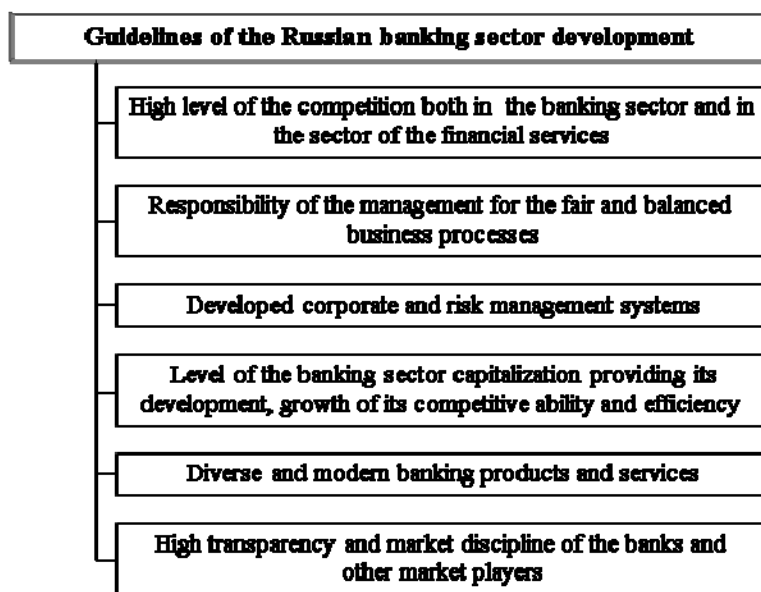 Guidelines of the Russian banking sector development
High level of the competition both in the banking sector and in
the sector of the financial services
Responsibility of the management for the fair and balanced
business processes
Developed corporate and risk management systems
Level of the banking sector capitalization providing its
development, growth of its competitive ability and efficiency
Diverse and modern banking products and services
High transparency and market discipline of the banks and
other market players